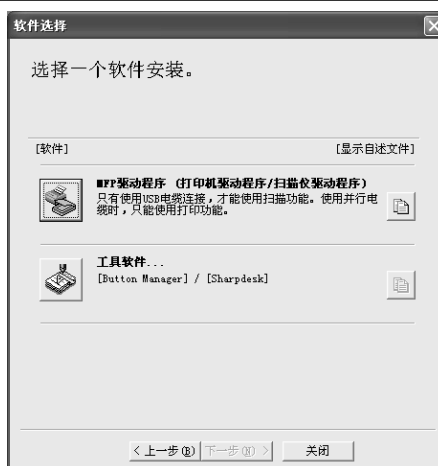 软件选择
选择一个软件安装。
[软件] [显示自述文件]
MFP驱动程序 (打印机驱动程序/扫描仪驱动程序)
只有使用USB电缆连接，才能使用扫描功能。使用并行电
缆时，只能使用打印功能。
工具软件...
[Button Manager] / [Sharpdesk]
< 上一步(B) 下一步(N) > 关闭